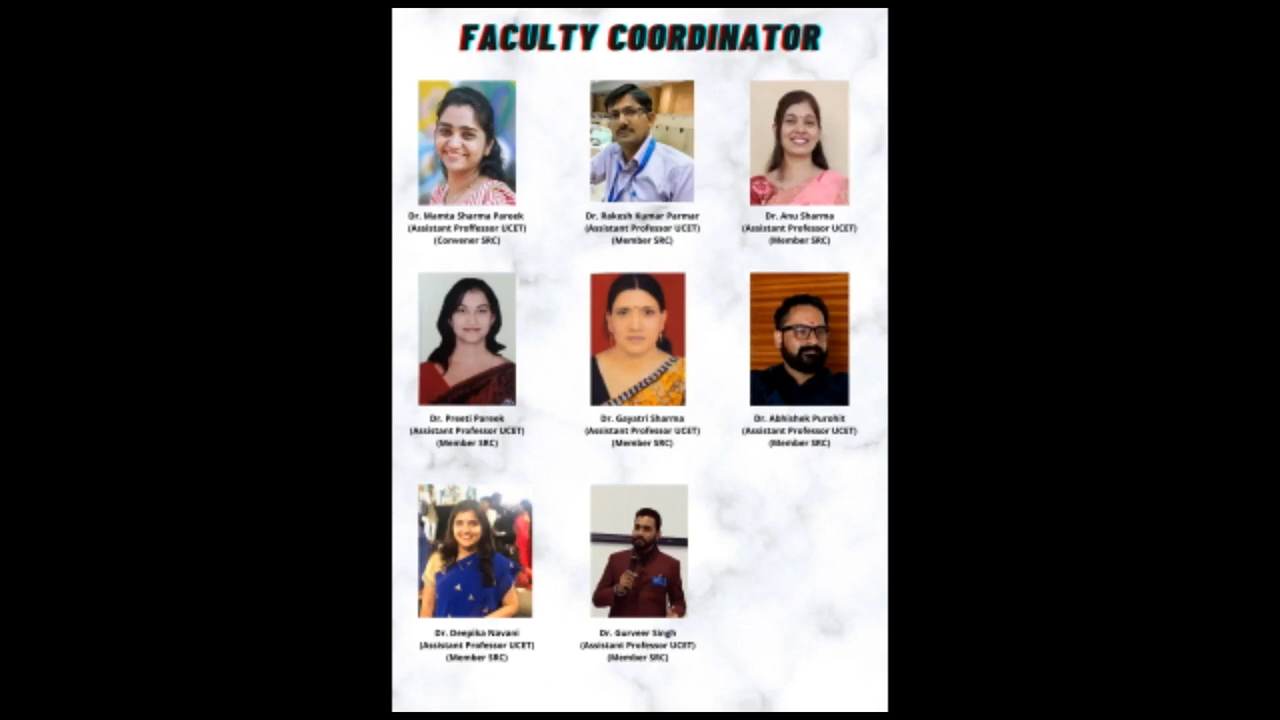 FACULTY COORDINATOR
Dr. Mamta Sharma Pareek
(Assistant Proffessor UCET)
(Convener SRC)
Dr. Rakesh Kumar Parmar
(Assistant Professor UCET)
(Member SRC)
Dr. Anu Sharma
(Assistant Professor UCET)
(Member SRC)
Dr. Preeti Pareek
(Assistant Professor UCET)
(Member SRC)
Dr. Gayatri Sharma
(Assistant Professor UCET)
(Member SRC)
Dr. Abhishek Purohit
(Assistant Professor UCET)
(Member SRC)
Dr. Deepika Navani
(Assistant Professor UCET)
(Member SRC)
Dr. Gurveer Singh
(Assistant Professor UCET)
(Member SRC)